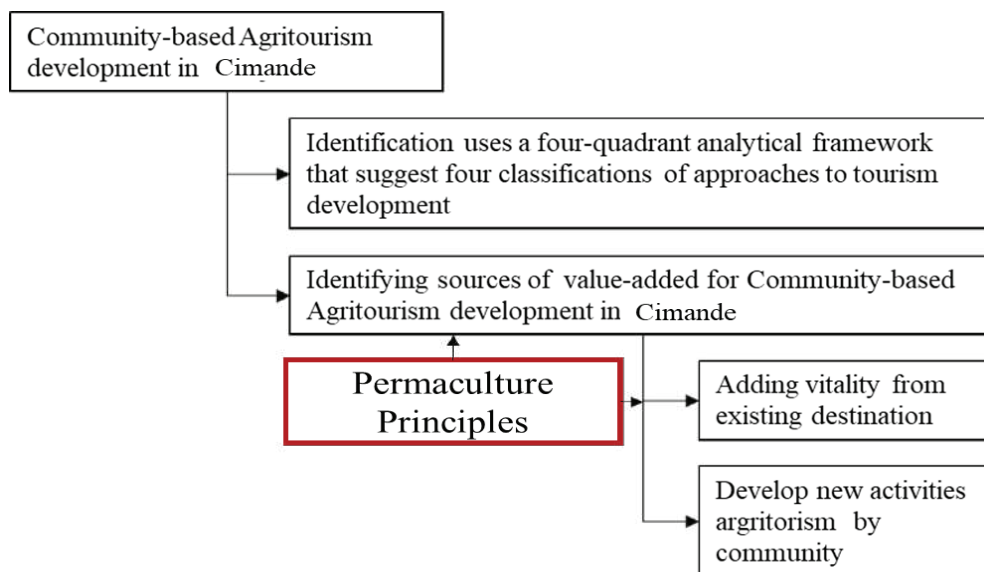 Community-based Agritourism
development in Cimande
Identification uses a four-quadrant analytical framework
that suggest four classifications of approaches to tourism
development
Identifying sources of value-added for Community-based
Agritourism development in Cimande
Permaculture
Principles
Adding vitality from
existing destination
Develop new activities
argritorism by
community